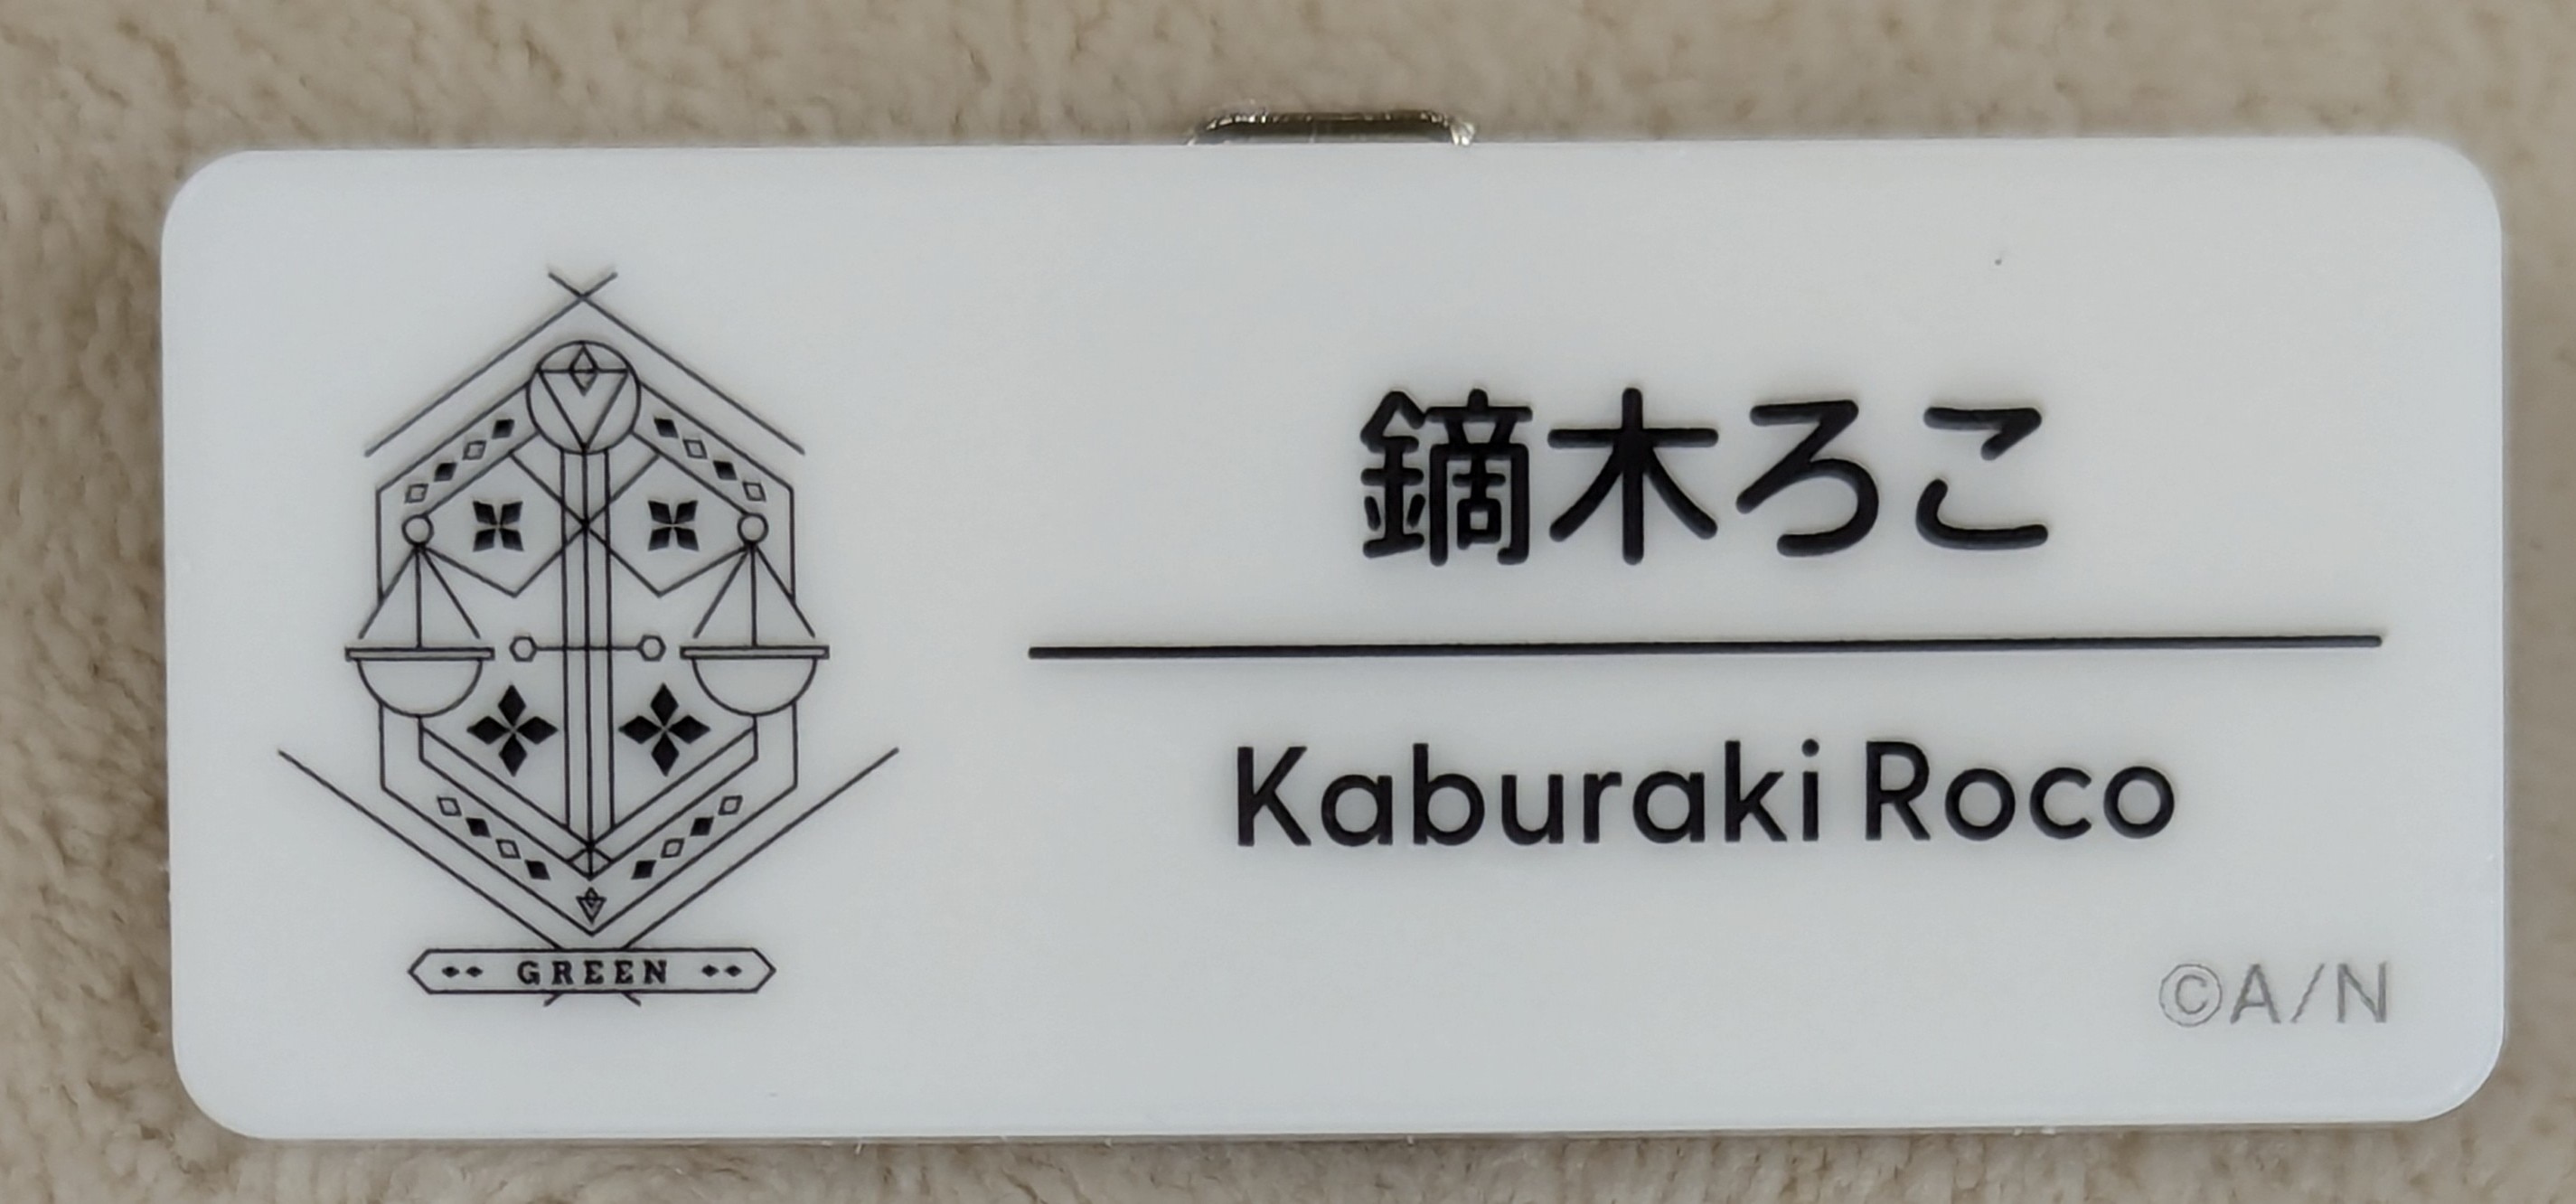 鏑木ろこ
Kaburaki Roco
GREEN
©A/N